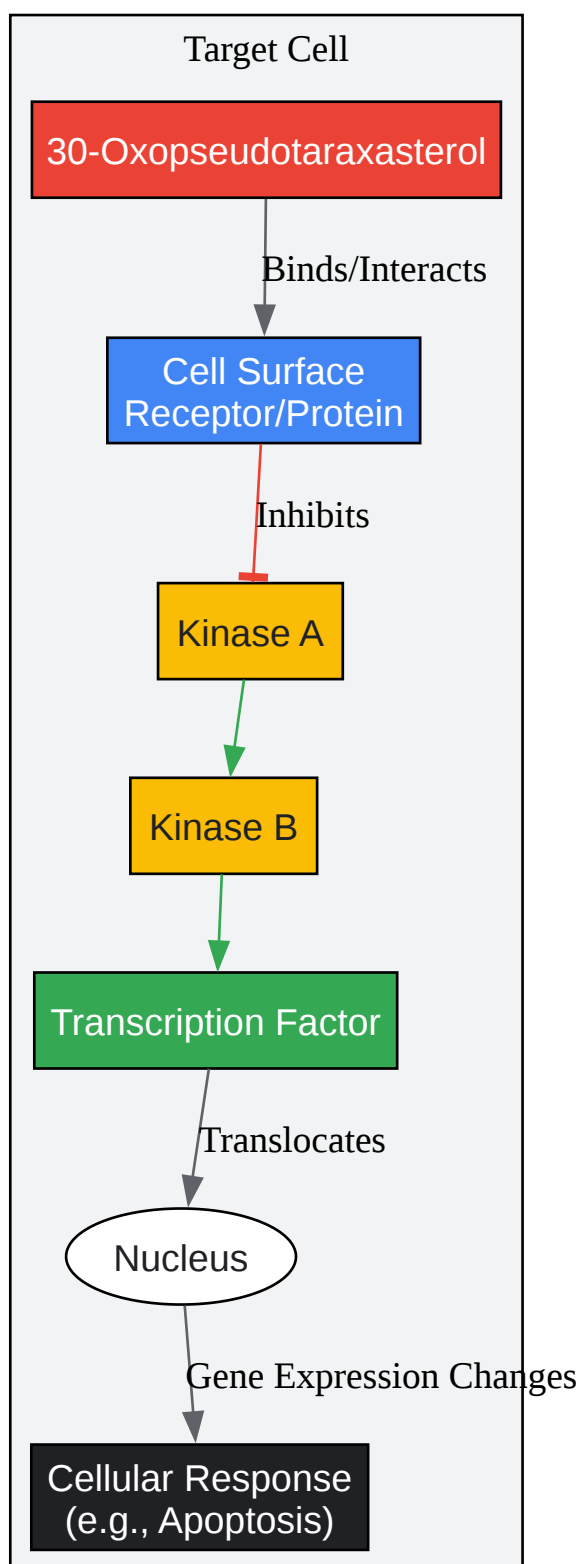 Target Cell
30-Oxopseudotaraxasterol
Binds/Interacts
Cell Surface
Receptor/Protein
Inhibits
Kinase A
Kinase B
Transcription Factor
Translocates
Nucleus
Gene Expression Changes
Cellular Response
(e.g., Apoptosis)